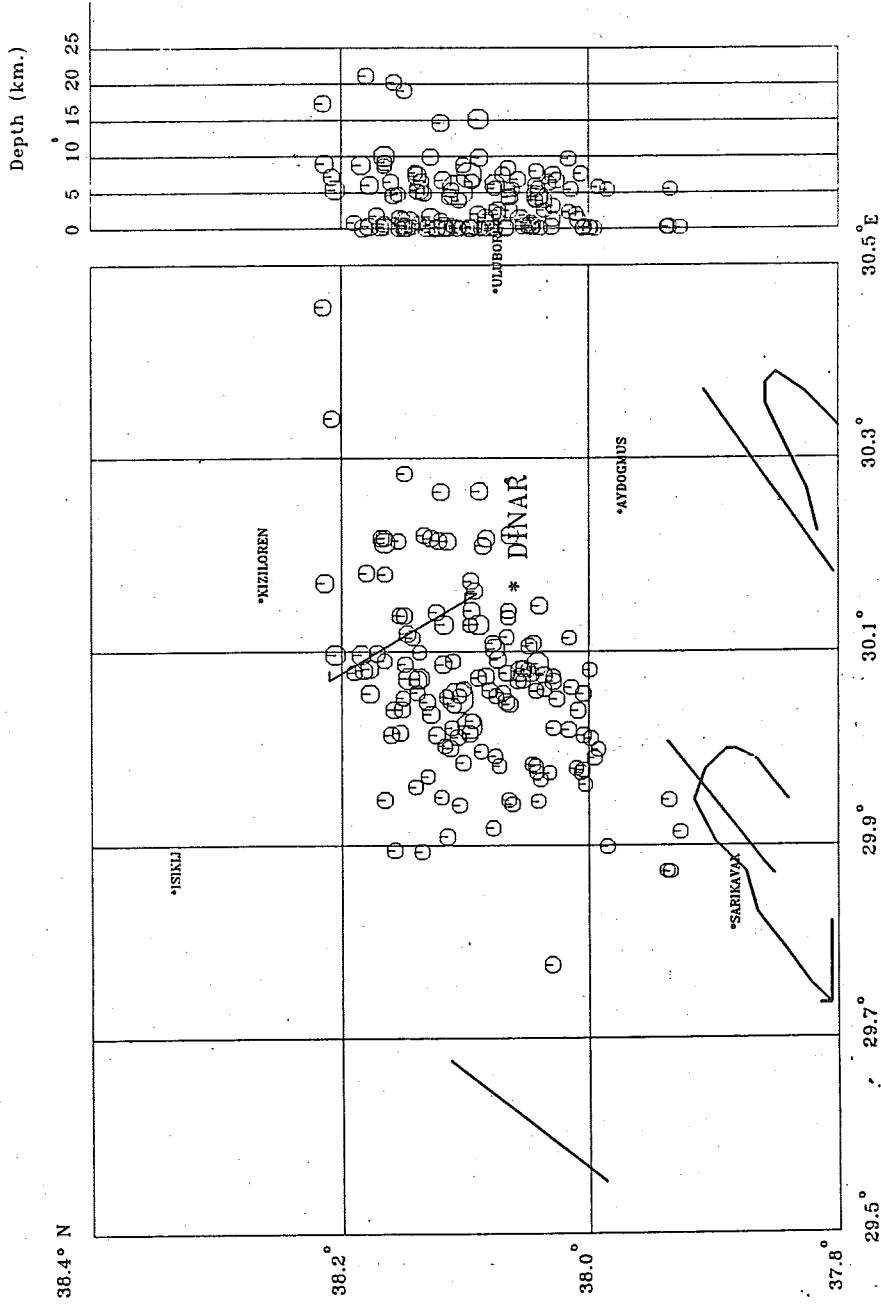 Depth (km.)
25
20
15
10
5
0
38.4° N
38.2°
38.0°
37.8°
29.5°
29.7°
29.9°
30.1°
30.3°
30.5°E
*KIZILOREN
*ISIKLI
* DINAR
*AYDOGMUS
*SARIKAVAK